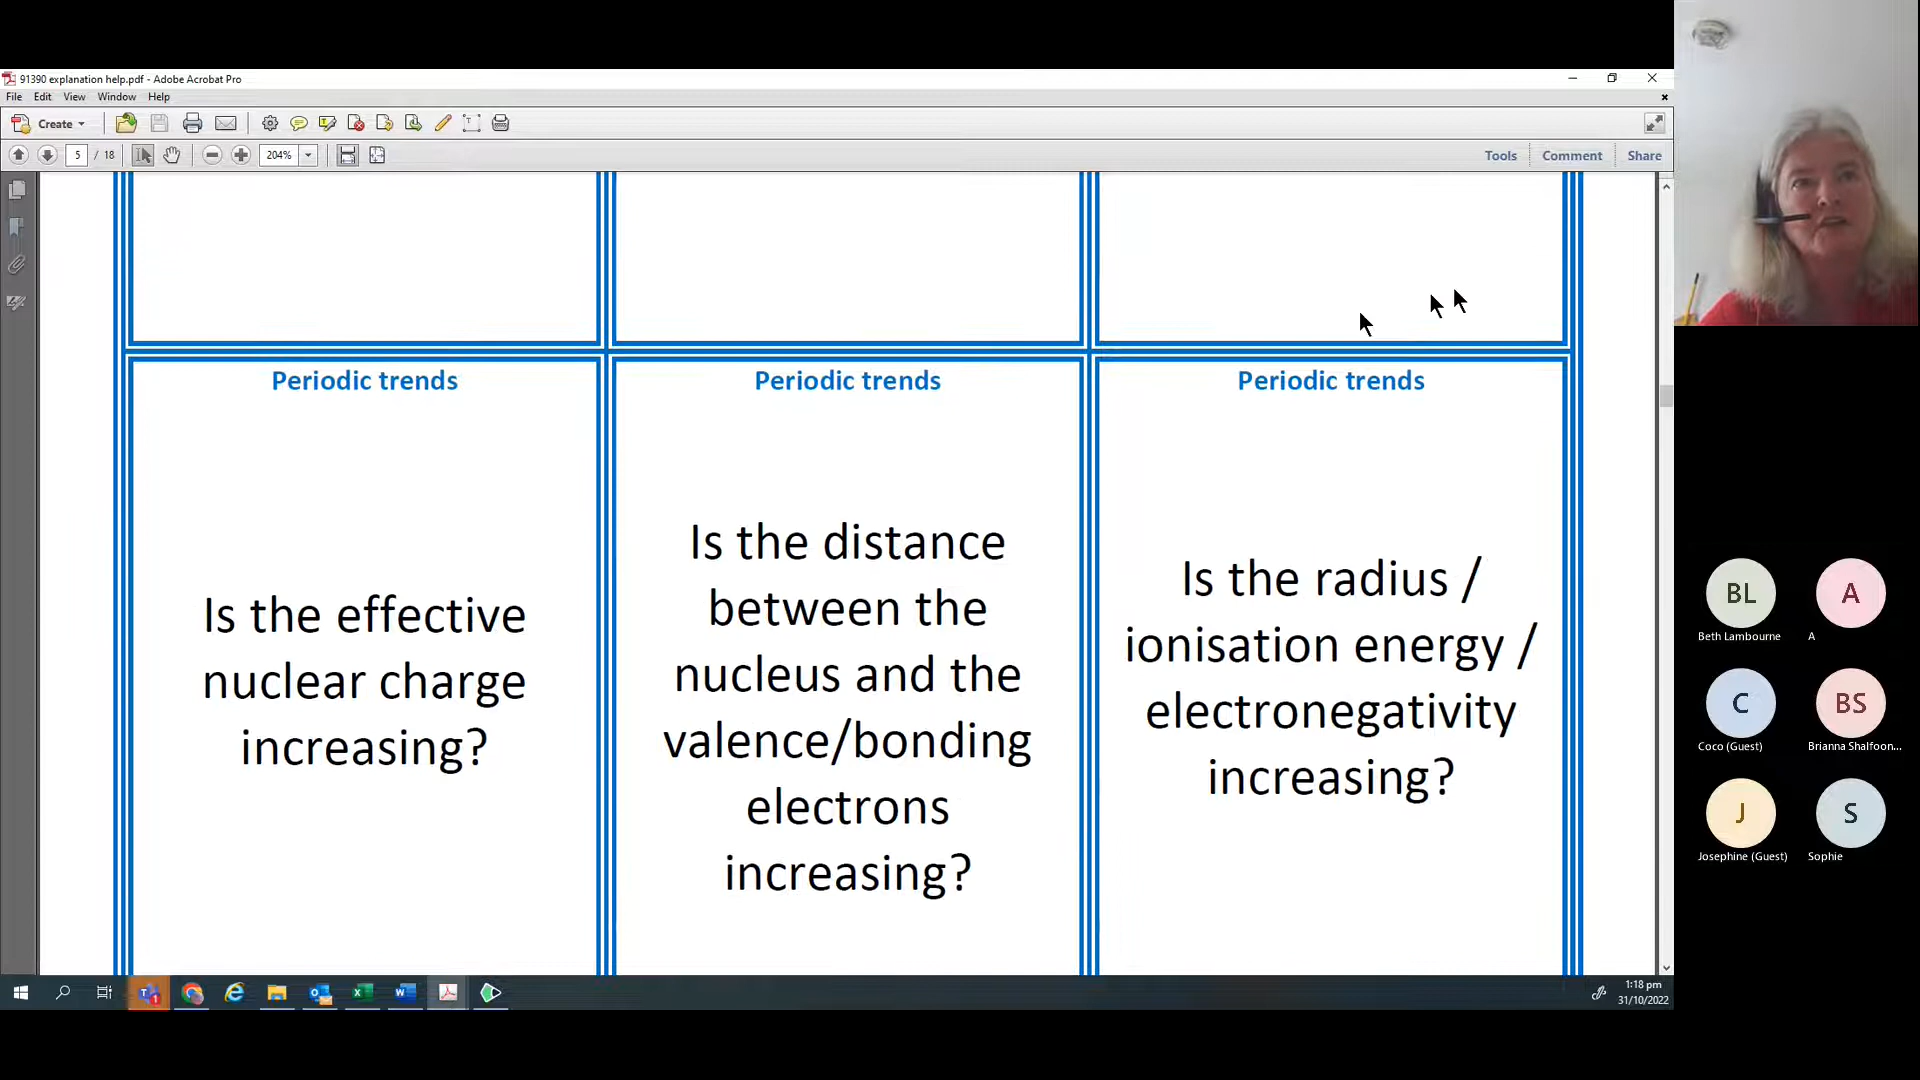 91390 explanation help.pdf - Adobe Acrobat Pro
File Edit View Window Help
Create
5 / 18
204%
Tools Comment Share
Periodic trends
Is the effective
nuclear charge
increasing?
Periodic trends
Is the distance
between the
nucleus and the
valence/bonding
electrons
increasing?
Periodic trends
Is the radius /
ionisation energy /
electronegativity
increasing?
BL
Beth Lambourne
A
A
C
Coco (Guest)
BS
Brianna Shalfoon...
J
Josephine (Guest)
S
Sophie
1:18 pm
31/10/2022